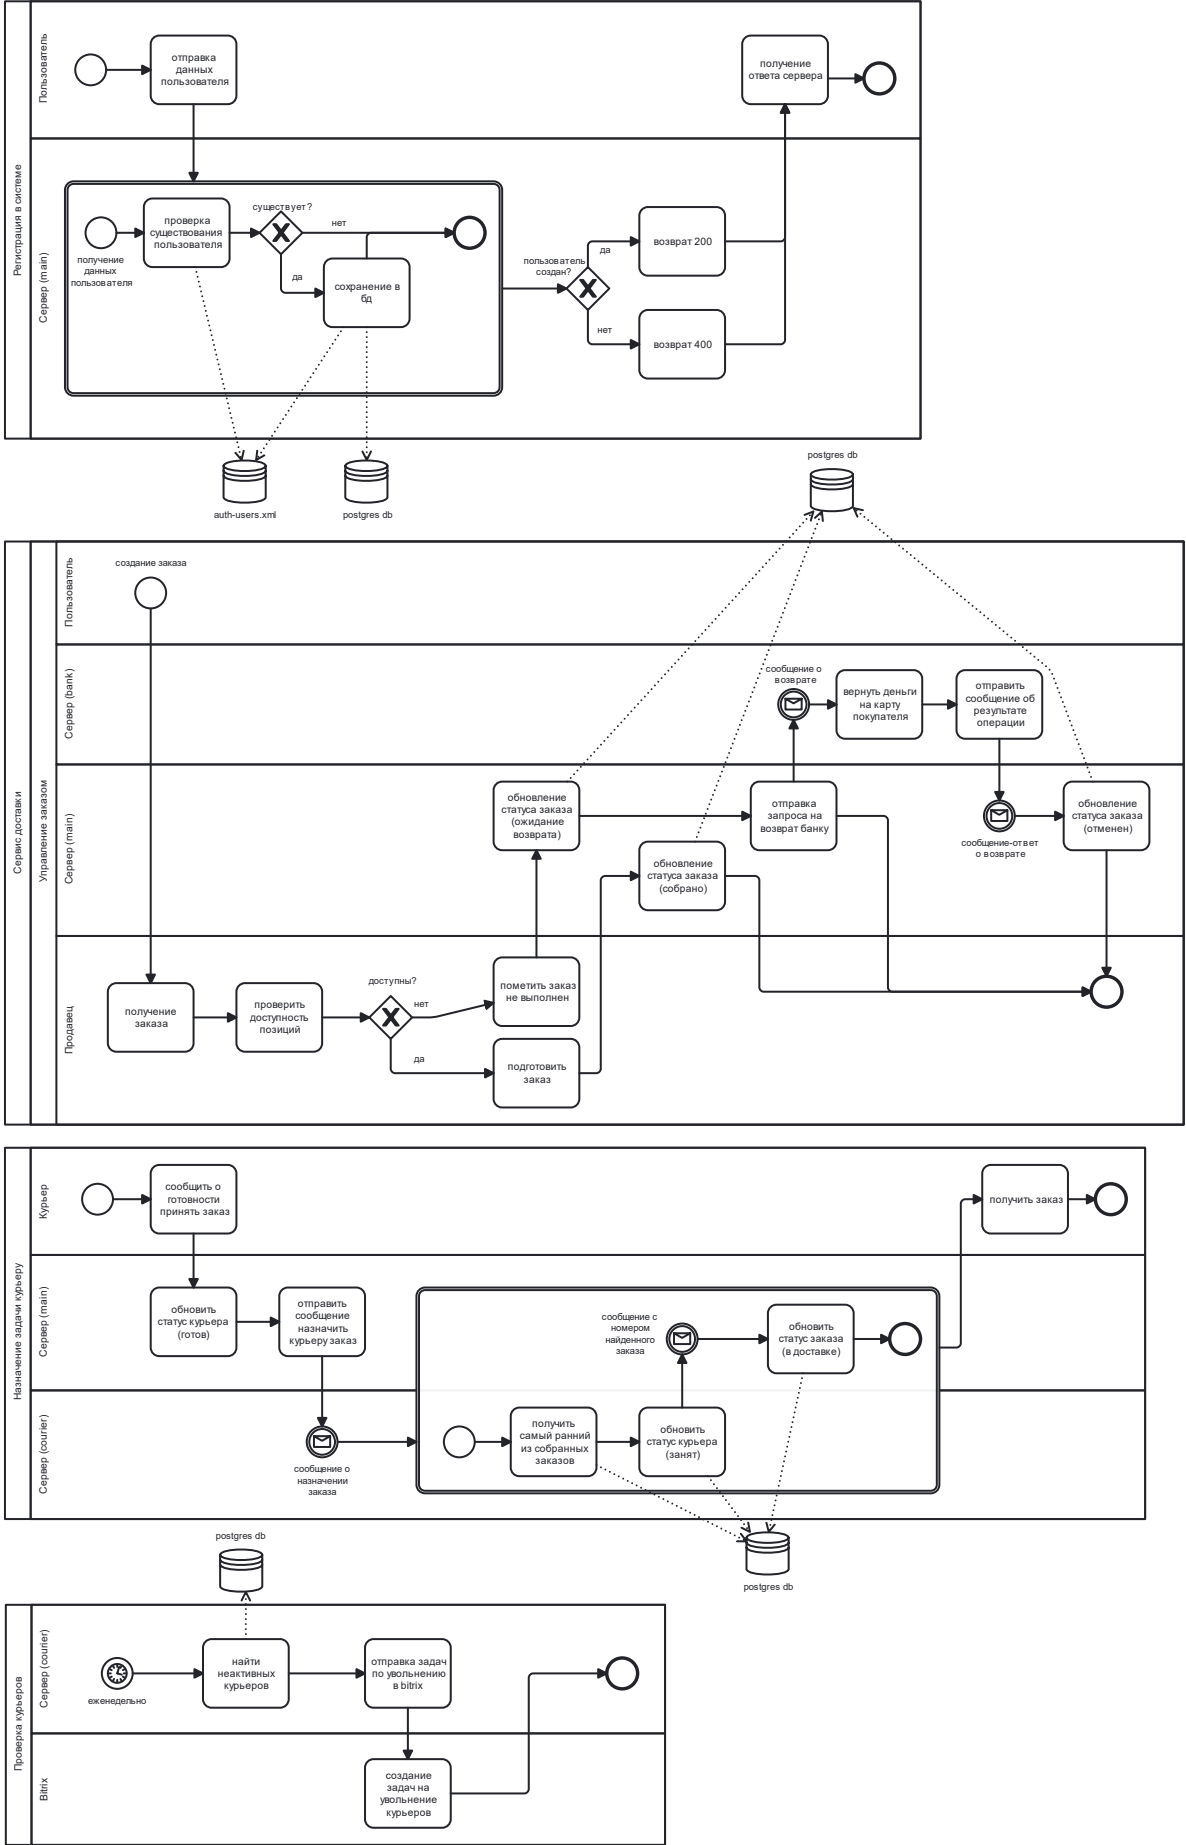 Регистрация в системе
Пользователь
отправка
данных
пользователя
получение
ответа сервера
Сервер (main)
получение
данных
пользователя
проверка
существования
пользователя
существует?
нет
да
сохранение в
бд
пользователь
создан?
да
нет
возврат 200
возврат 400
auth-users.xml
postgres db
postgres db
Сервис доставки
Управление заказом
Пользователь
создание заказа
Сервер (bank)
сообщение о
возврате
вернуть деньги
на карту
покупателя
отправить
сообщение об
результате
операции
Сервер (main)
обновление
статуса заказа
(ожидание
возврата)
обновление
статуса заказа
(собрано)
отправка
запроса на
возврат банку
сообщение-ответ
о возврате
обновление
статуса заказа
(отменен)
Продавец
получение
заказа
проверить
доступность
позиций
доступны?
нет
да
пометить заказ
не выполнен
подготовить
заказ
Назначение задачи курьеру
Курьер
сообщить о
готовности
принять заказ
получить заказ
Сервер (main)
обновить
статус курьера
(готов)
отправить
сообщение
назначить
курьеру заказ
сообщение с
номером
найденного
заказа
обновить
статус заказа
(в доставке)
Сервер (courier)
сообщение о
назначении
заказа
получить
самый ранний
из собранных
заказов
обновить
статус курьера
(занят)
postgres db
postgres db
Проверка курьеров
Сервер (courier)
еженедельно
найти
неактивных
курьеров
отправка задач
по увольнению
в bitrix
Bitrix
создание
задач на
увольнение
курьеров